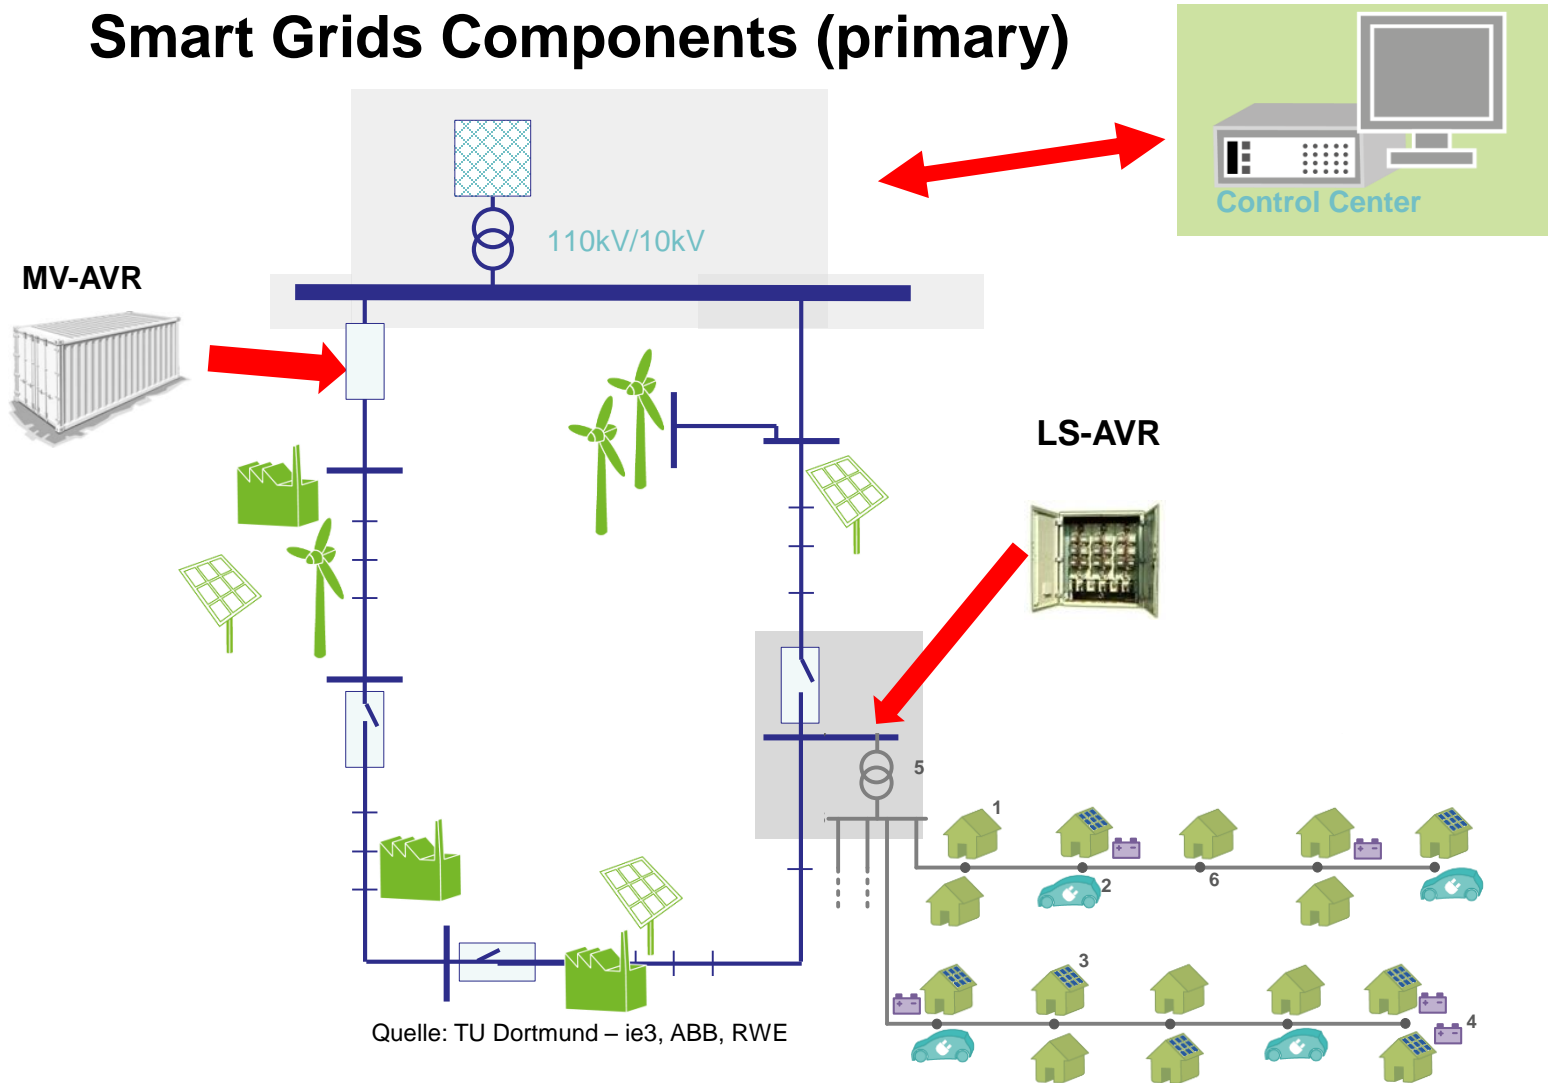 Smart Grids Components (primary)
Control Center
110kV/10kV
MV-AVR
LS-AVR
5
1
2
6
3
4
Quelle: TU Dortmund – ie3, ABB, RWE